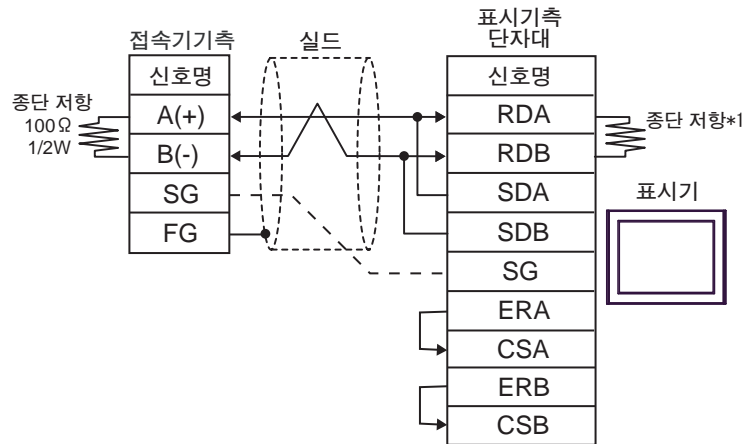 접속기기측
실드
표시기측
단자대
신호명
신호명
종단 저항
100Ω
1/2W
A(+)
B(-)
SG
FG
RDA
RDB
SDA
SDB
SG
ERA
CSA
ERB
CSB
종단 저항*1
표시기